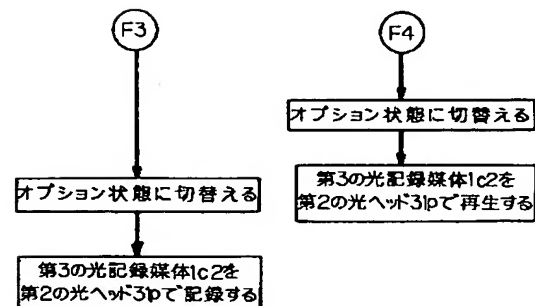 F3
オプション状態に切替える
第3の光記録媒体1c2を
第2の光ヘッド31pで記録する
F4
オプション状態に切替える
第3の光記録媒体1c2を
第2の光ヘッド31pで再生する